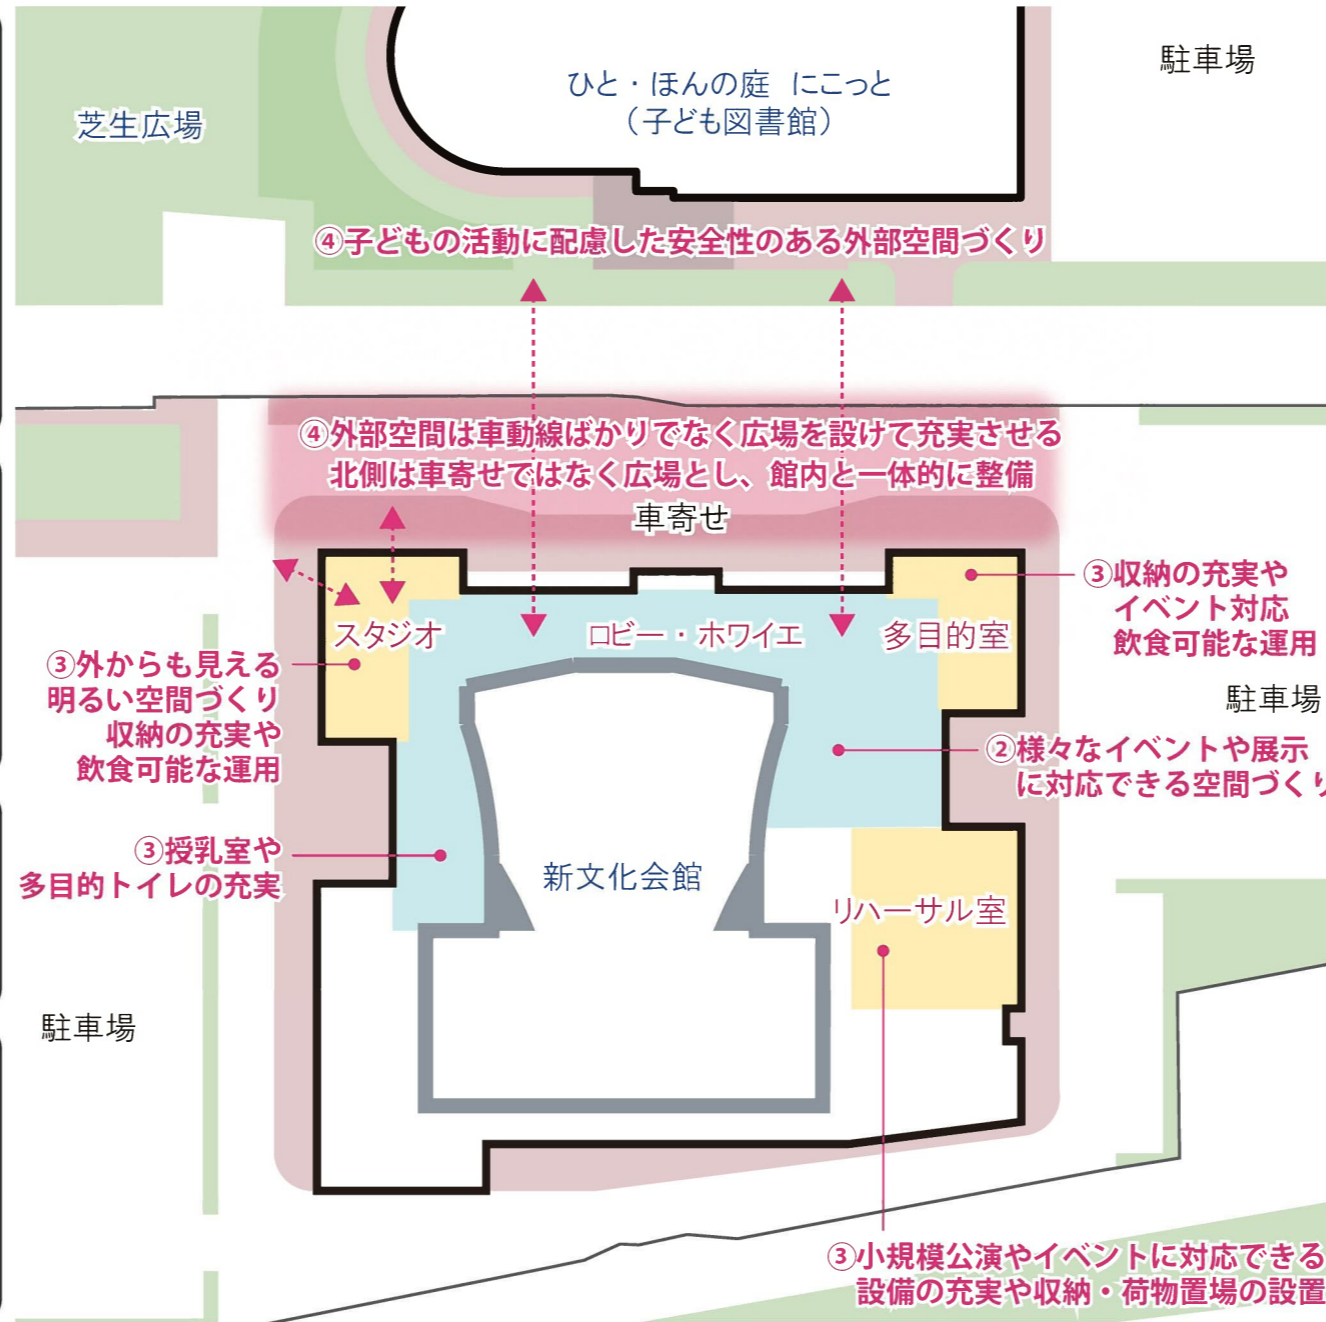 駐車場
ひと・ほんの庭 にこっと
（子ども図書館）
芝生広場
④子どもの活動に配慮した安全性のある外部空間づくり
④外部空間は車動線ばかりでなく広場を設けて充実させる
北側は車寄せではなく広場とし、館内と一体的に整備
車寄せ
③収納の充実や
イベント対応
飲食可能な運用
スタジオ
ロビー・ホワイエ
多目的室
③外からも見える
明るい空間づくり
収納の充実や
飲食可能な運用
駐車場
②様々なイベントや展示
に対応できる空間づくり
③授乳室や
多目的トイレの充実
新文化会館
リハーサル室
駐車場
③小規模公演やイベントに対応できる
設備の充実や収納・荷物置場の設置